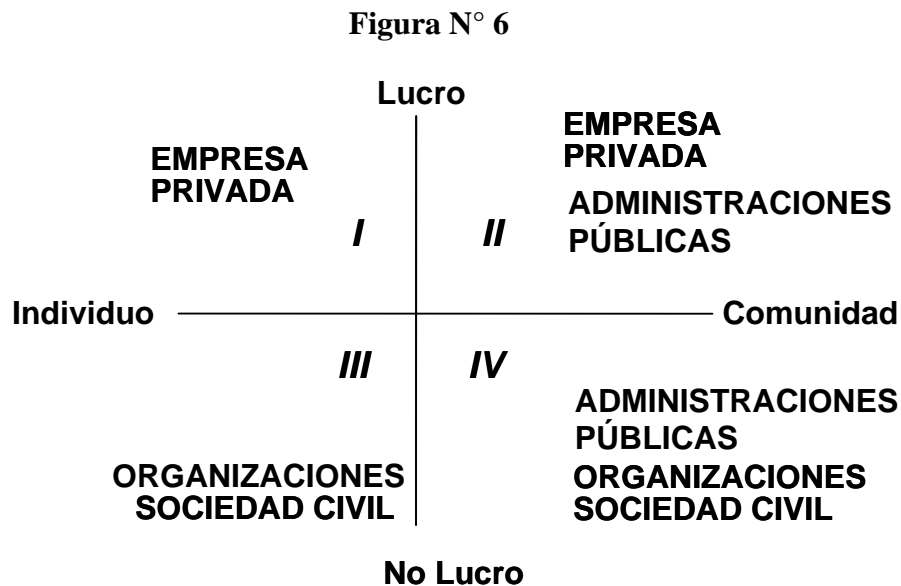 Figura N° 6
Lucro
EMPRESA
PRIVADA
EMPRESA
PRIVADA
ADMINISTRACIONES
PÚBLICAS
I
II
Individuo
Comunidad
III
IV
ORGANIZACIONES
SOCIEDAD CIVIL
ADMINISTRACIONES
PÚBLICAS
ORGANIZACIONES
SOCIEDAD CIVIL
No Lucro